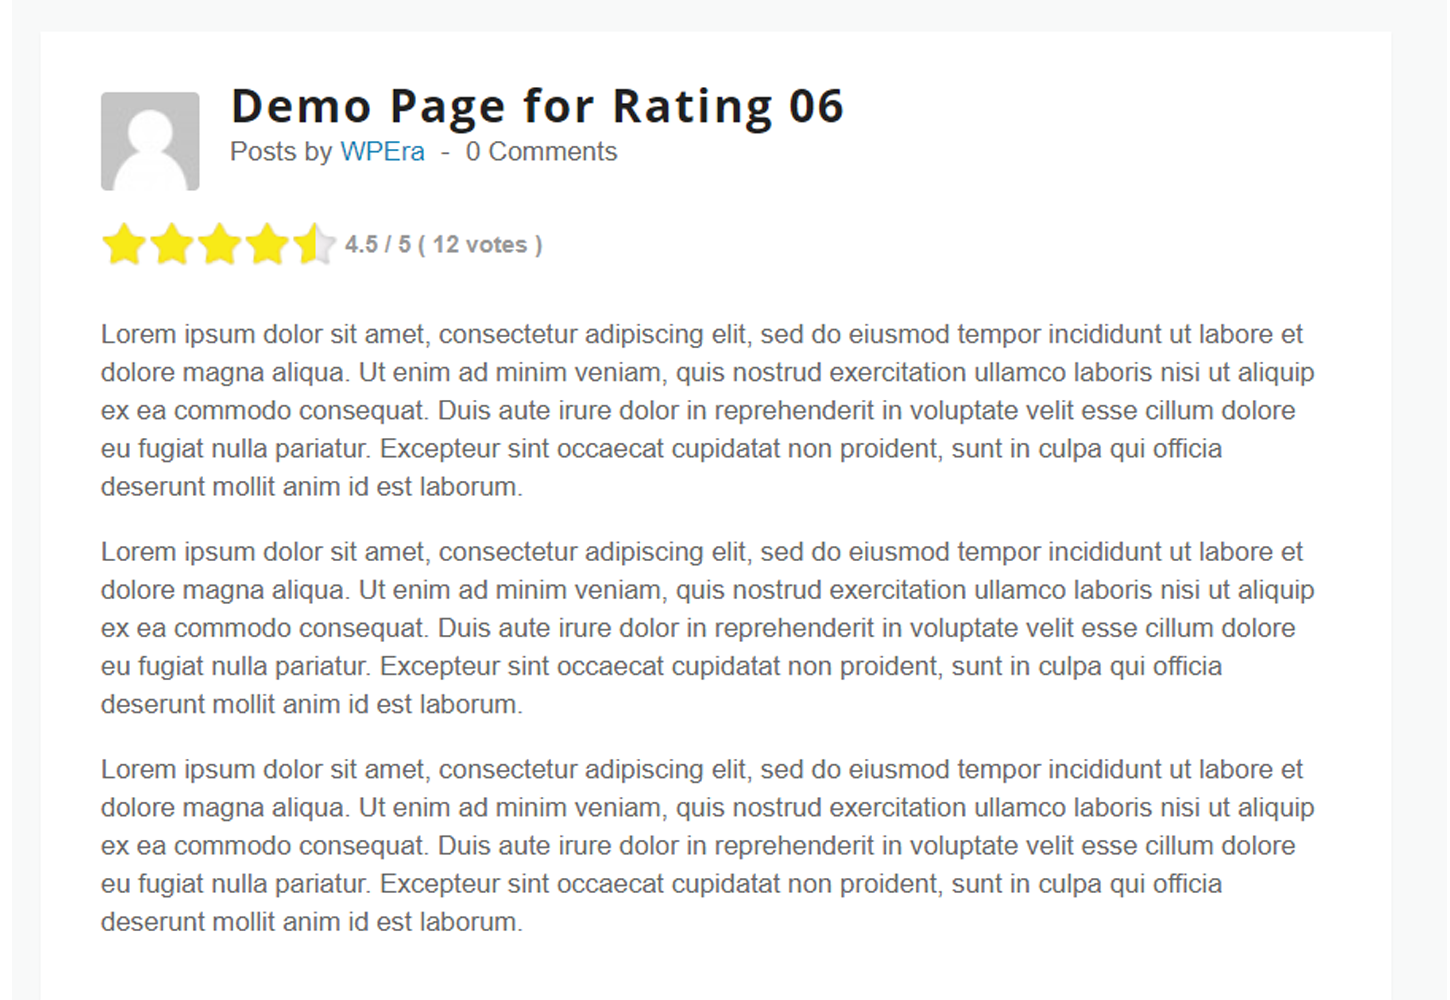 Demo Page for Rating 06
Posts by WPEra - 0 Comments
4.5 / 5 ( 12 votes )
Lorem ipsum dolor sit amet, consectetur adipiscing elit, sed do eiusmod tempor incididunt ut labore et
dolore magna aliqua. Ut enim ad minim veniam, quis nostrud exercitation ullamco laboris nisi ut aliquip
ex ea commodo consequat. Duis aute irure dolor in reprehenderit in voluptate velit esse cillum dolore
eu fugiat nulla pariatur. Excepteur sint occaecat cupidatat non proident, sunt in culpa qui officia
deserunt mollit anim id est laborum.
Lorem ipsum dolor sit amet, consectetur adipiscing elit, sed do eiusmod tempor incididunt ut labore et
dolore magna aliqua. Ut enim ad minim veniam, quis nostrud exercitation ullamco laboris nisi ut aliquip
ex ea commodo consequat. Duis aute irure dolor in reprehenderit in voluptate velit esse cillum dolore
eu fugiat nulla pariatur. Excepteur sint occaecat cupidatat non proident, sunt in culpa qui officia
deserunt mollit anim id est laborum.
Lorem ipsum dolor sit amet, consectetur adipiscing elit, sed do eiusmod tempor incididunt ut labore et
dolore magna aliqua. Ut enim ad minim veniam, quis nostrud exercitation ullamco laboris nisi ut aliquip
ex ea commodo consequat. Duis aute irure dolor in reprehenderit in voluptate velit esse cillum dolore
eu fugiat nulla pariatur. Excepteur sint occaecat cupidatat non proident, sunt in culpa qui officia
deserunt mollit anim id est laborum.